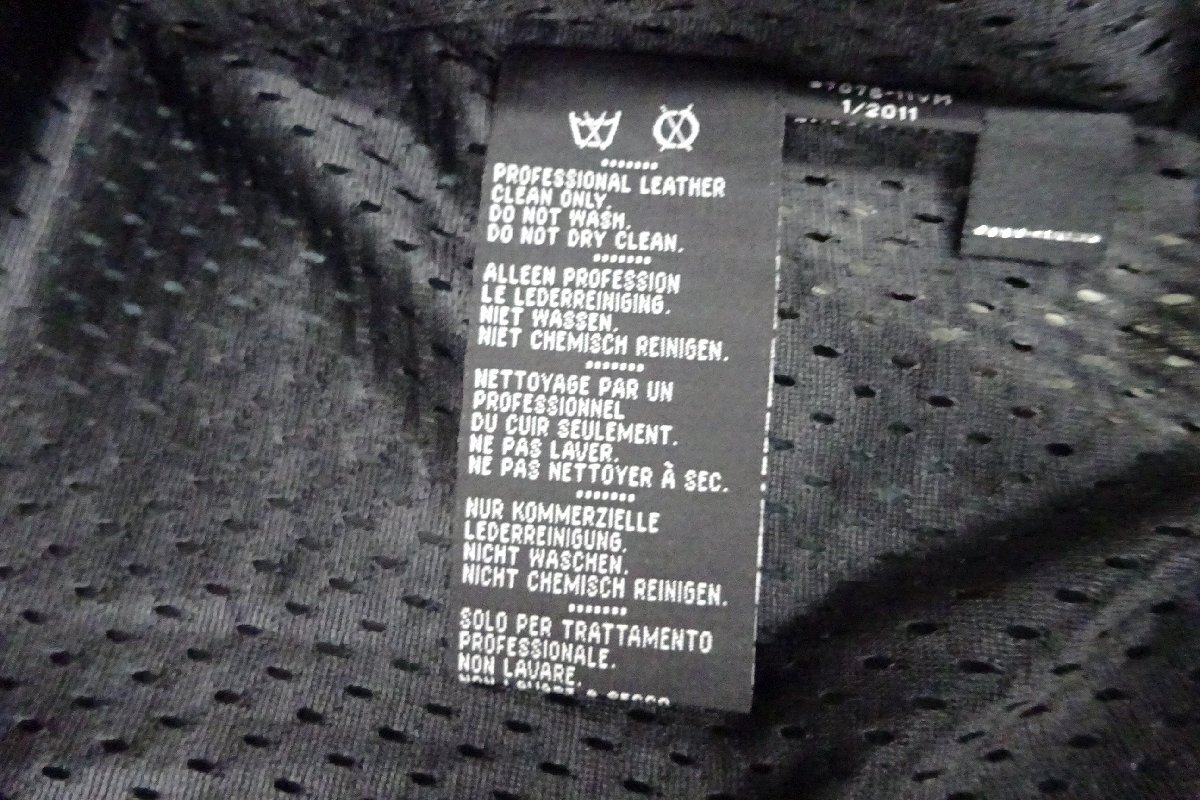 1/2011
PROFESSIONAL LEATHER
CLEAN ONLY.
DO NOT WASH.
DO NOT DRY CLEAN.
ALLEEN PROFESSION
LE LEDERREINIGING.
NIET WASSEN.
NIET CHEMISCH REINIGEN.
NETTOYAGE PAR UN
PROFESSIONNEL
DU CUIR SEULEMENT.
NE PAS LAVER.
NE PAS NETTOYER À SEC.
NUR KOMMERZIELLE
LEDERREINIGUNG.
NICHT WASCHEN.
NICHT CHEMISCH REINIGEN.
SOLO PER TRATTAMENTO
PROFESSIONALE.
NON LAVARE.